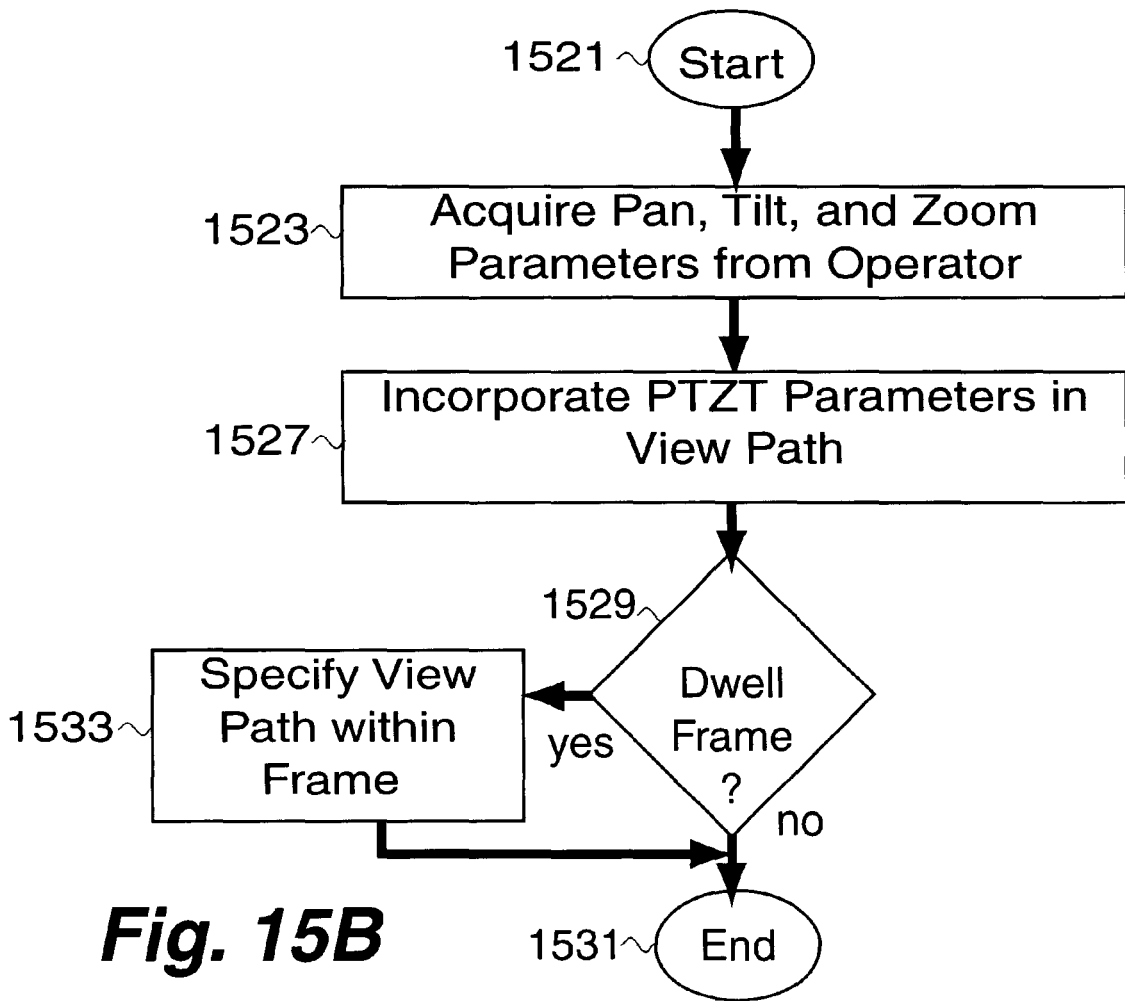 1521 Start
1523 Acquire Pan, Tilt, and Zoom
Parameters from Operator
1527 Incorporate PTZT Parameters in
View Path
1529
Dwell
Frame
?
yes
no
1533 Specify View
Path within
Frame
1531 End
Fig. 15B